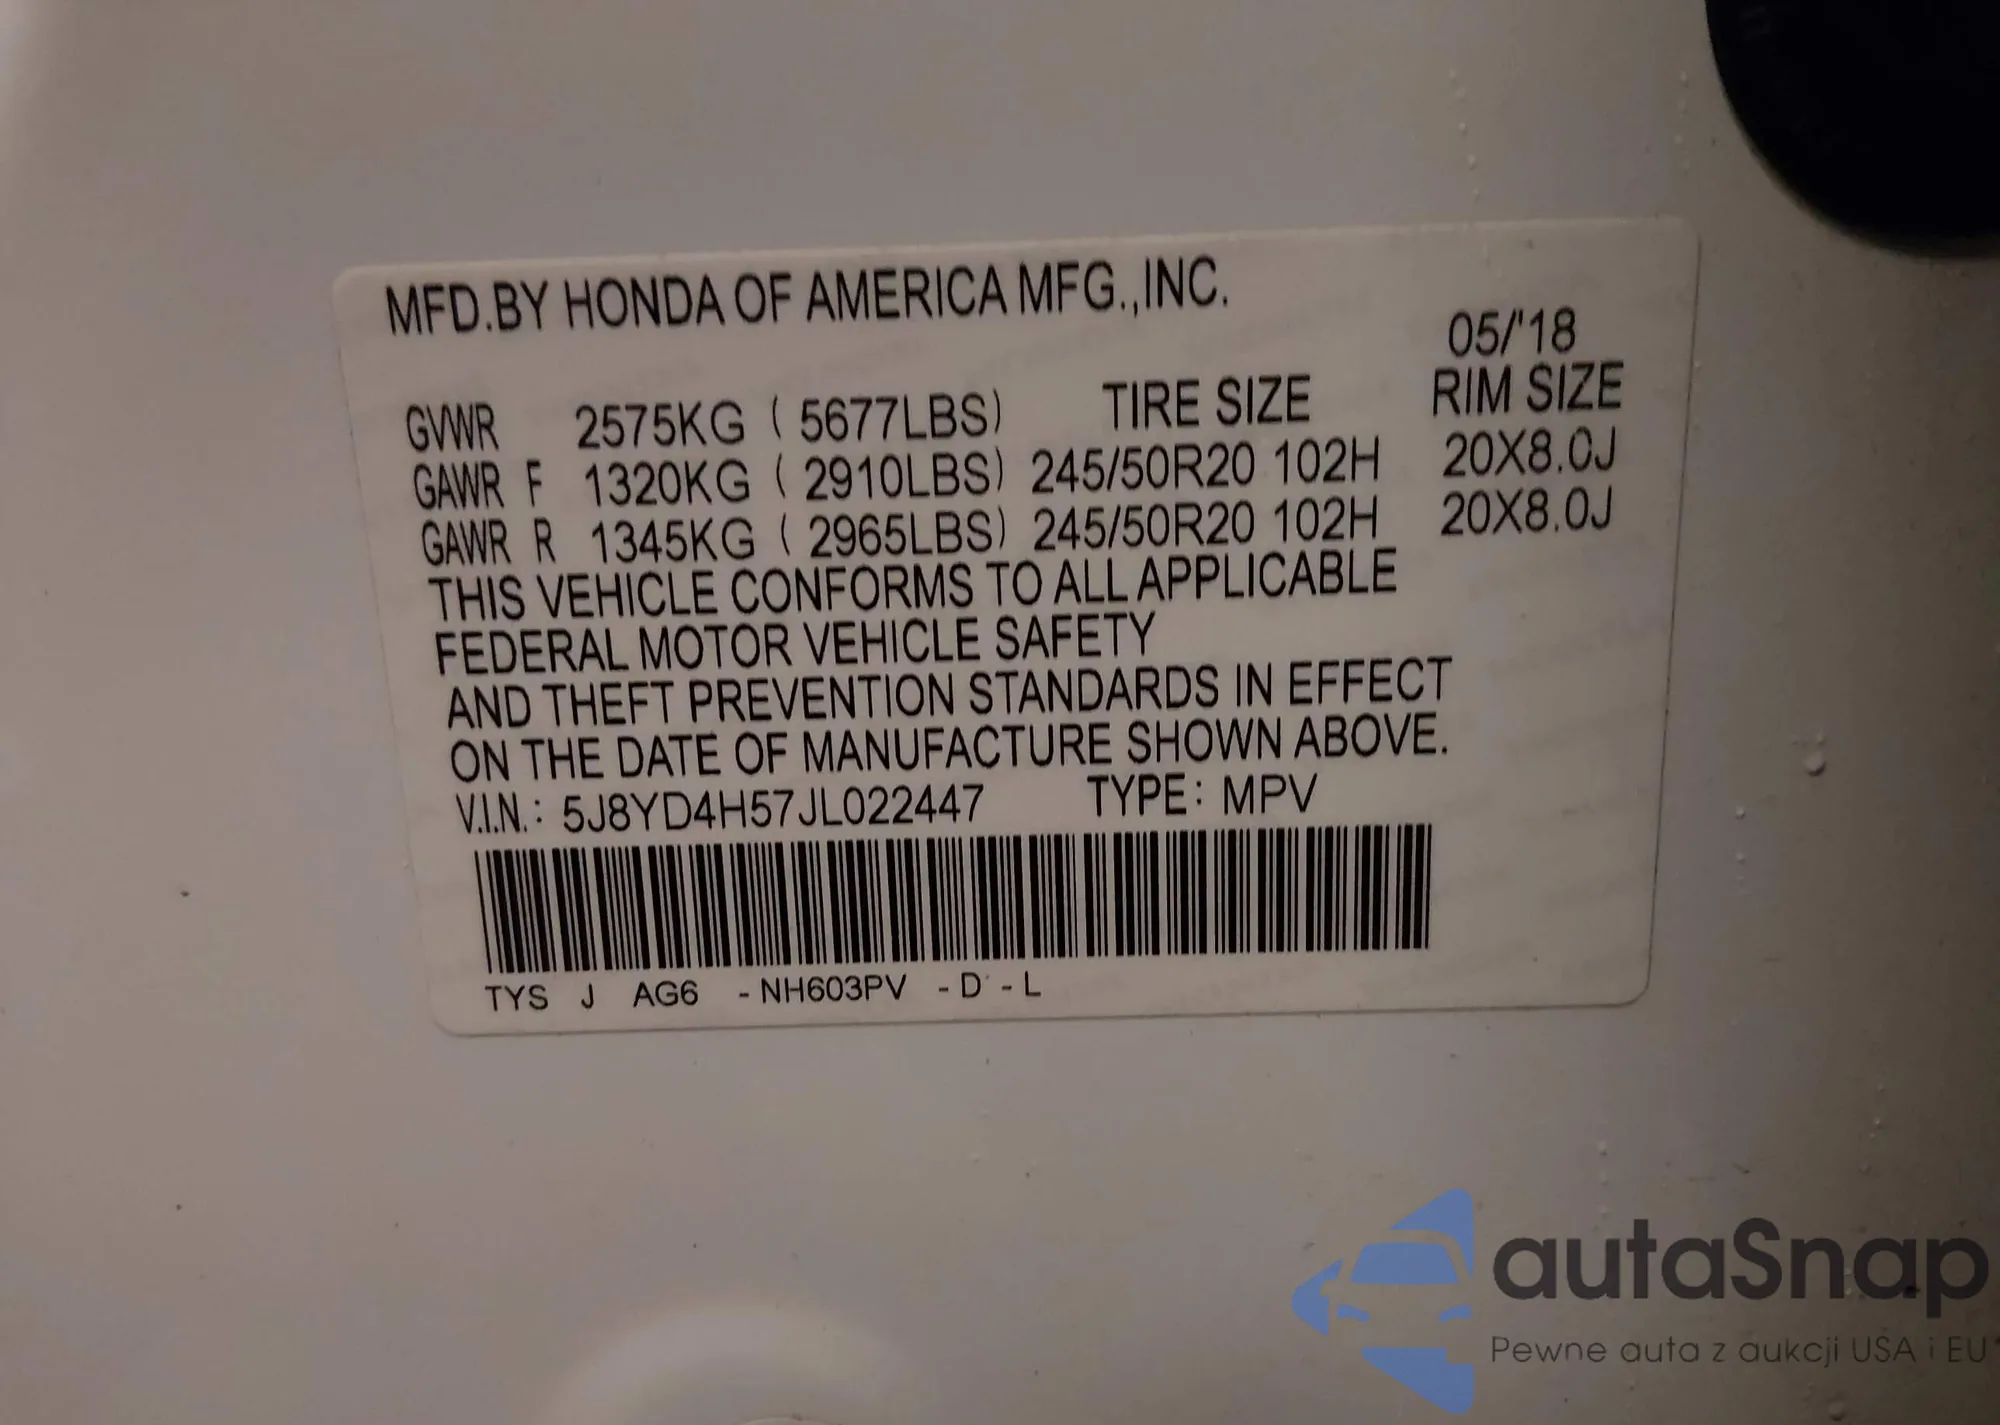 MFD.BY HONDA OF AMERICA MFG.,INC.
05/'18
GVWR 2575KG ( 5677LBS) TIRE SIZE RIM SIZE
GAWR F 1320KG ( 2910LBS) 245/50R20 102H 20X8.0J
GAWR R 1345KG ( 2965LBS) 245/50R20 102H 20X8.0J
THIS VEHICLE CONFORMS TO ALL APPLICABLE
FEDERAL MOTOR VEHICLE SAFETY
AND THEFT PREVENTION STANDARDS IN EFFECT
ON THE DATE OF MANUFACTURE SHOWN ABOVE.
V.I.N.: 5J8YD4H57JL022447 TYPE: MPV
TYS J AG6 -NH603PV -D -L
autaSnap
Pewne auta z aukcji USA i EU